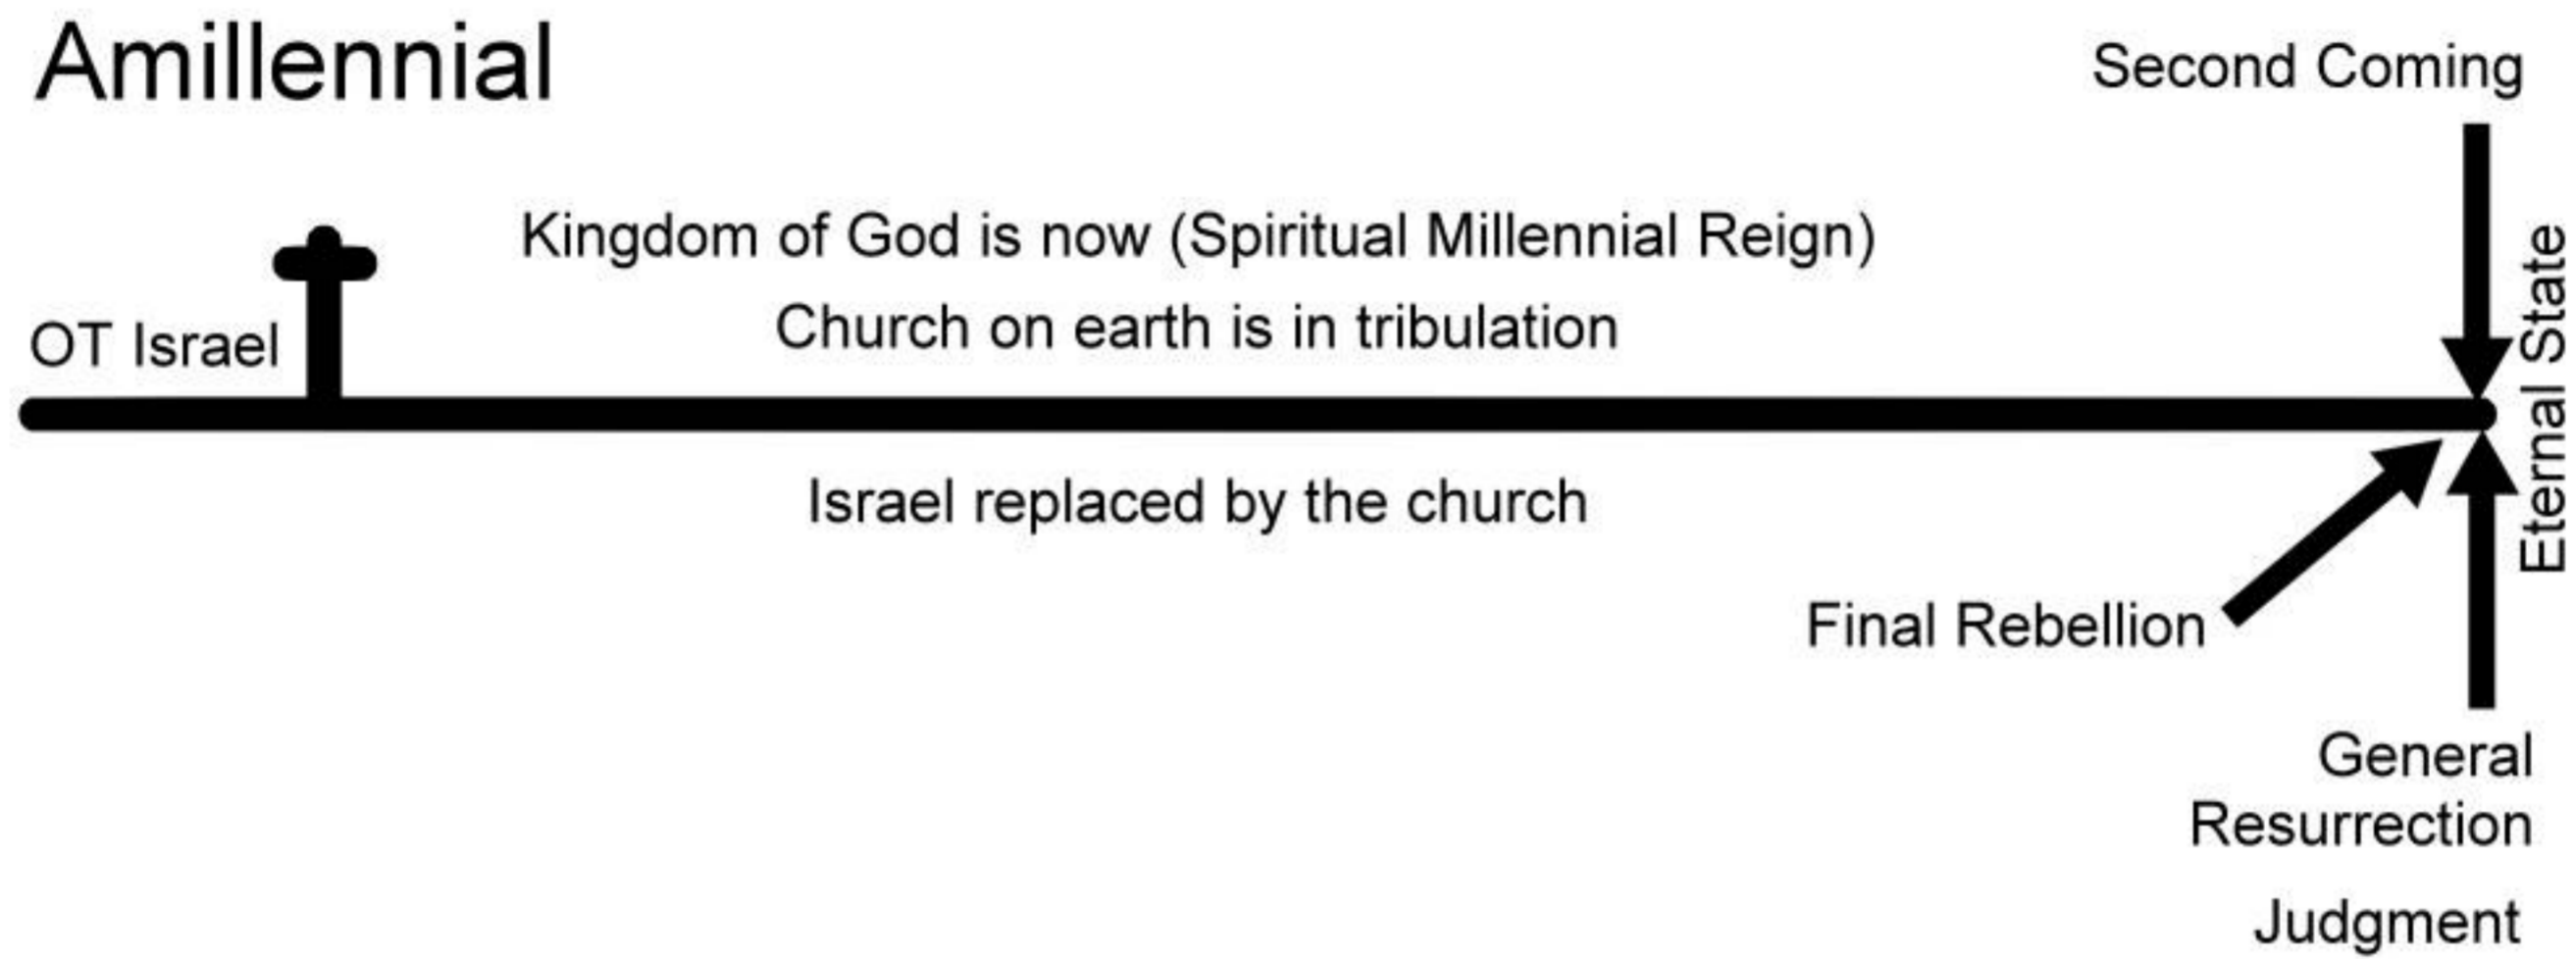 Amillennial
Second Coming
Kingdom of God is now (Spiritual Millennial Reign)
Church on earth is in tribulation
OT Israel
Eternal State
Israel replaced by the church
Final Rebellion
General
Resurrection
Judgment